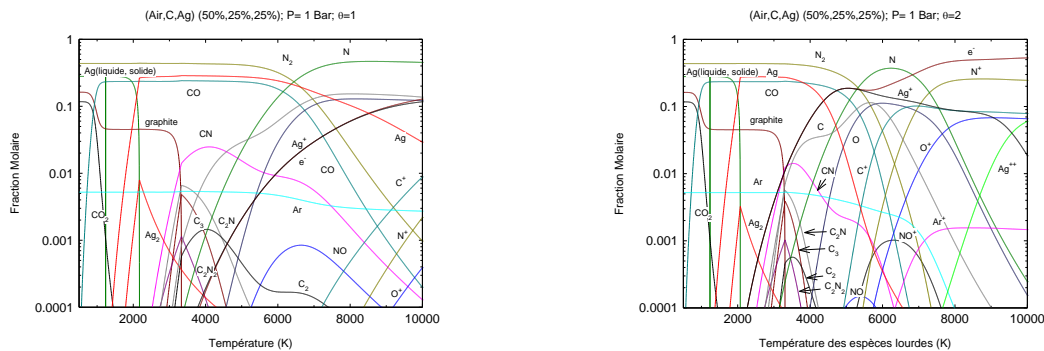 (Air,C,Ag) (50%,25%,25%); P= 1 Bar; θ=1
1
0.1
0.01
0.001
0.0001
Fraction Molaire
N₂
N
Ag(liquide, solide)
CO
graphite
CN
Ag⁺
e⁻
CO
Ag
C⁺
CO₂
Ar
C₃
C₂N
Ag₂
C₂N₂
NO
C₂
N⁺
O⁺
2000
4000
6000
8000
10000
Température (K)
(Air,C,Ag) (50%,25%,25%); P= 1 Bar; θ=2
1
0.1
0.01
0.001
0.0001
Fraction Molaire
N₂
N
e⁻
Ag(liquide, solide)
Ag
N⁺
CO
Ag⁺
graphite
C
O
O⁺
CN
C⁺
Ag⁺⁺
Ar
CO₂
Ag₂
C₂N
NO⁺
Ar⁺
C₃
C₂
C₂N₂
NO
2000
4000
6000
8000
10000
Température des espèces lourdes (K)